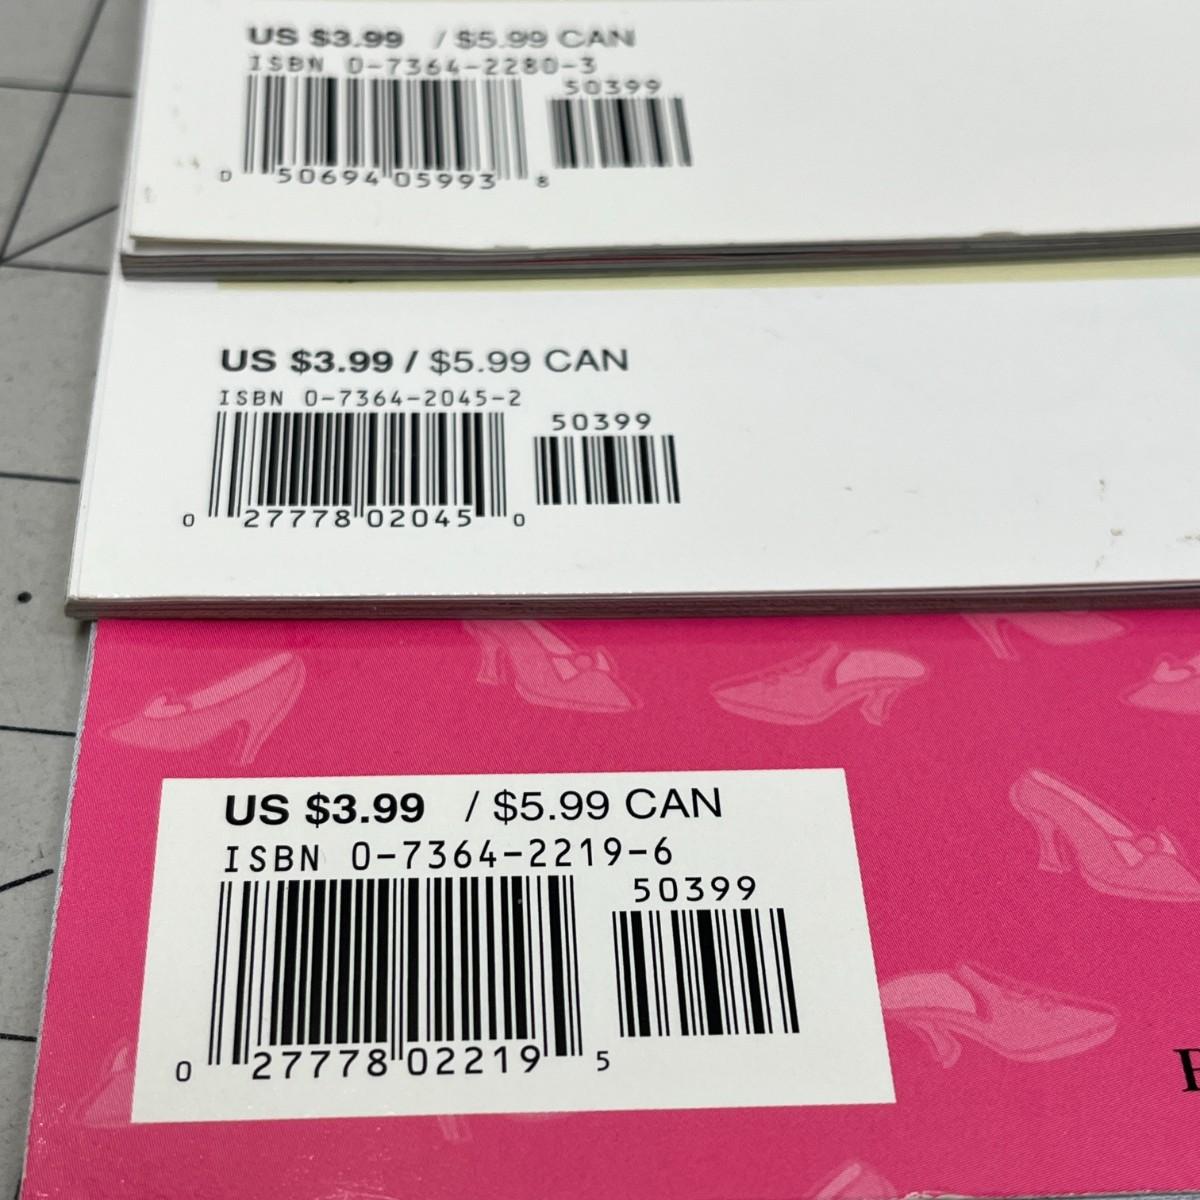 US $3.99 / $5.99 CAN
ISBN 0-7364-2280-3
50399
0 50694 05993 8
US $3.99 / $5.99 CAN
ISBN 0-7364-2045-2
50399
0 27778 02045 0
US $3.99 / $5.99 CAN
ISBN 0-7364-2219-6
50399
0 27778 02219 5